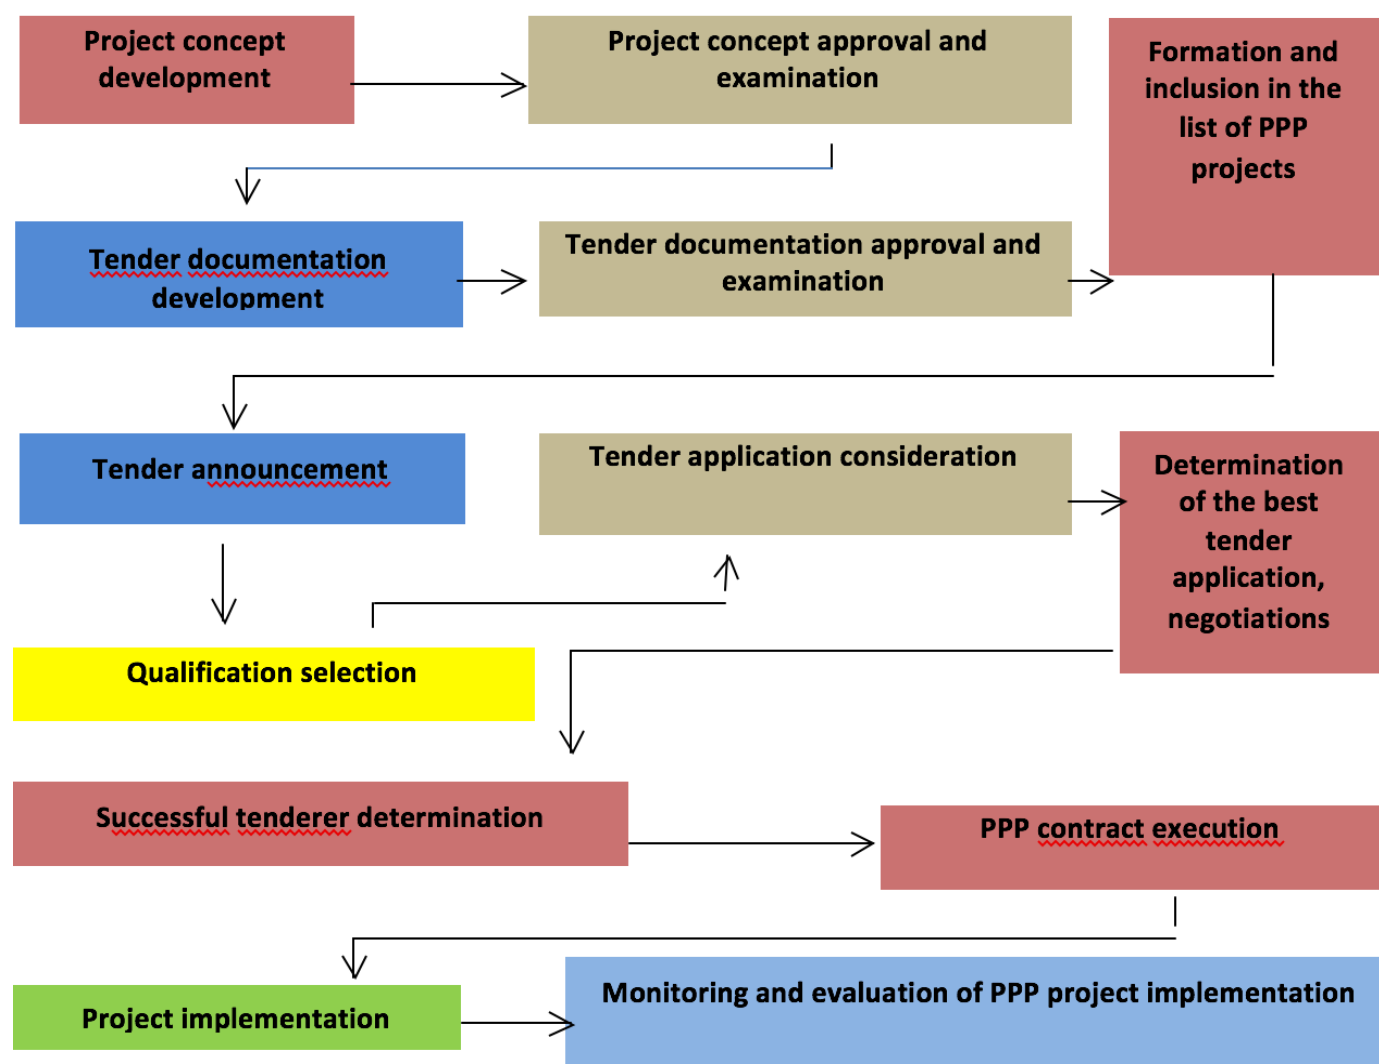 Project concept
development
Project concept approval and
examination
Formation and
inclusion in the
list of PPP
projects
Tender documentation
development
Tender documentation approval and
examination
Tender announcement
Tender application consideration
Determination
of the best
tender
application,
negotiations
Qualification selection
Successful tenderer determination
PPP contract execution
Project implementation
Monitoring and evaluation of PPP project implementation